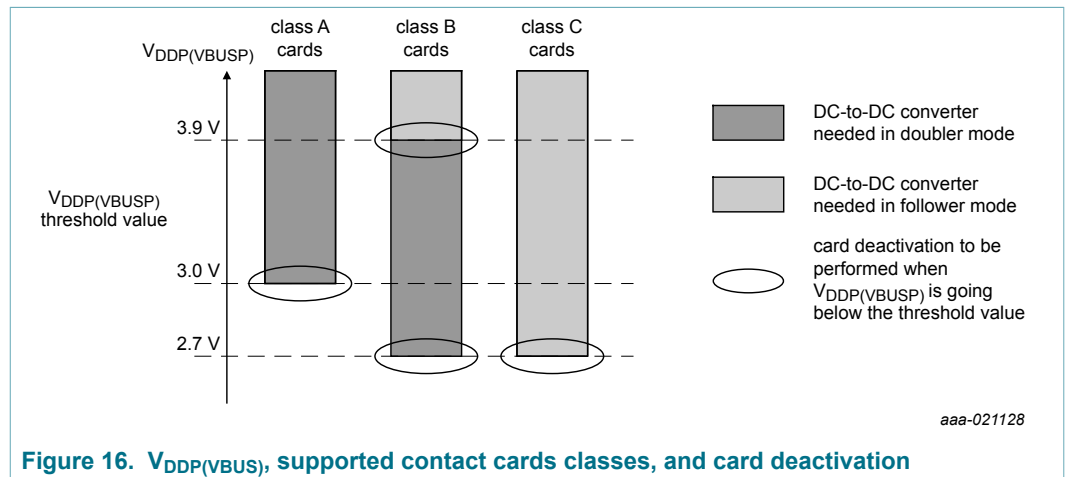 class A
cards
class B
cards
class C
cards
VDDP(VBUSP)
3.9 V
VDDP(VBUSP)
threshold value
3.0 V
2.7 V
DC-to-DC converter
needed in doubler mode
DC-to-DC converter
needed in follower mode
card deactivation to be
performed when
VDDP(VBUSP) is going
below the threshold value
aaa-021128
Figure 16. VDDP(VBUS), supported contact cards classes, and card deactivation